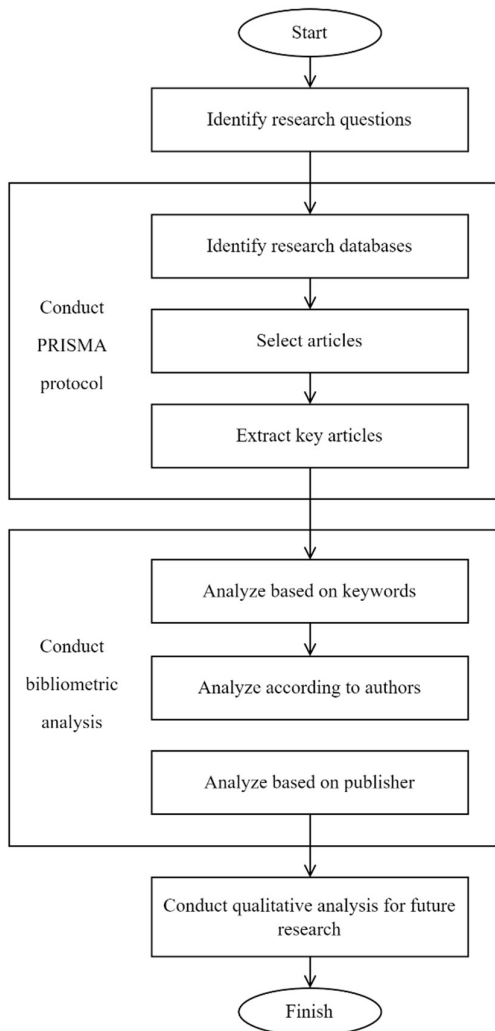 Start
Identify research questions
Conduct
PRISMA
protocol
Identify research databases
Select articles
Extract key articles
Conduct
bibliometric
analysis
Analyze based on keywords
Analyze according to authors
Analyze based on publisher
Conduct qualitative analysis for future
research
Finish